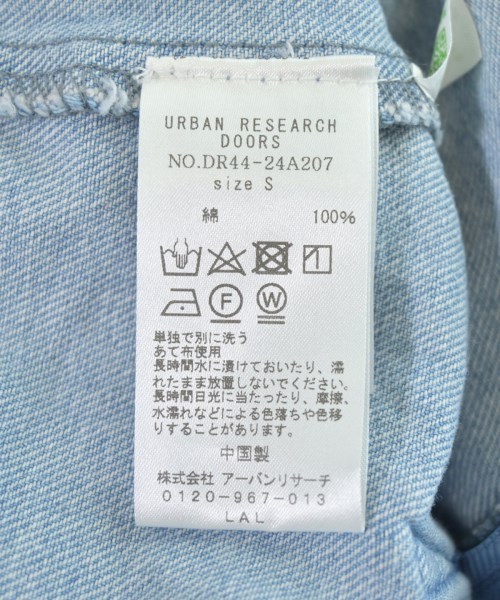 URBAN RESEARCH
DOORS
NO.DR44-24A207
size S
綿 100%
F W
単独で別に洗う
あて布使用
長時間水に漬けておいたり、濡
れたまま放置しないでください。
長時間日光に当たったり、摩擦、
水濡れなどによる色落ちや色移
りすることがあります。
中国製
株式会社 アーバンリサーチ
0120-967-013
LAL